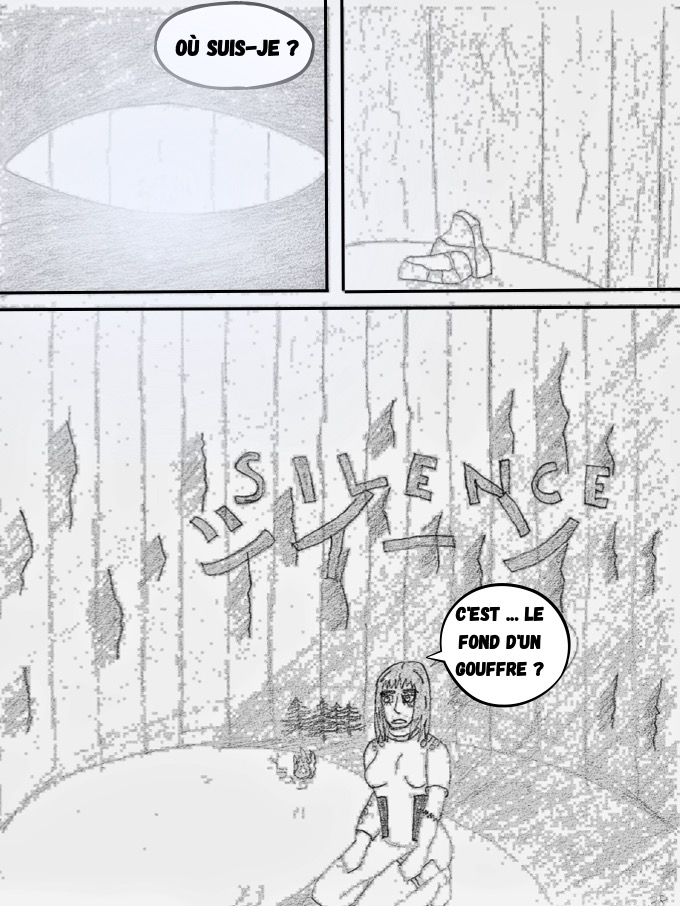 OÙ SUIS-JE ?
SILENCE
シイーン
C'EST ... LE
FOND D'UN
GOUFFRE ?